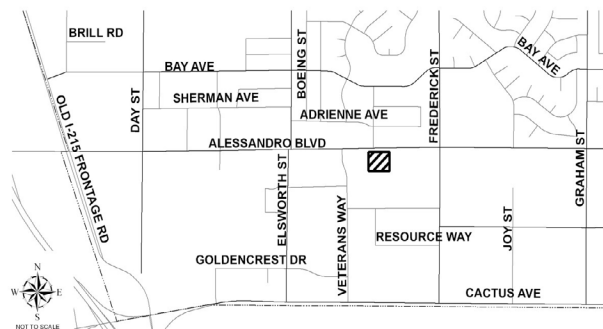 BRILL RD
BAY AVE
BOEING ST
FREDERICK ST
BAY AVE
OLD I-215 FRONTAGE RD
DAY ST
SHERMAN AVE
ADRIENNE AVE
ALESSANDRO BLVD
GRAHAM ST
ELSWORTH ST
VETERANS WAY
RESOURCE WAY
JOY ST
GOLDENCREST DR
CACTUS AVE
N
W
E
S
NOT TO SCALE